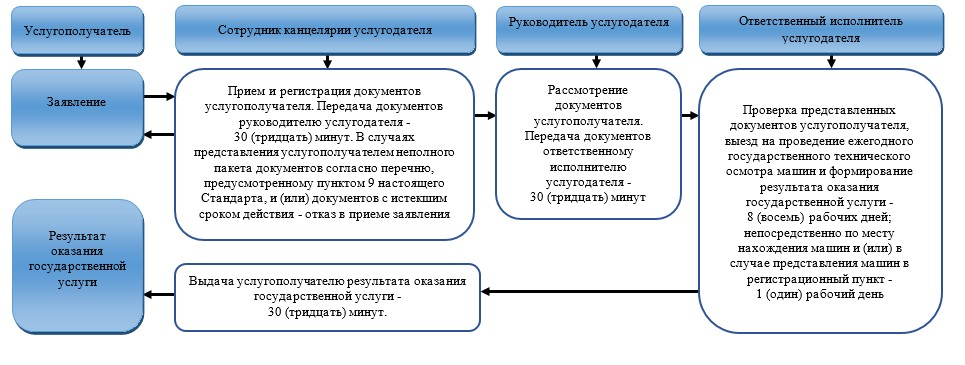 Услугополучатель
Сотрудник канцелярии услугодателя
Руководитель услугодателя
Ответственный исполнитель
услугодателя
Заявление
Прием и регистрация документов
услугополучателя. Передача документов
руководителю услугодателя -
30 (тридцать) минут. В случаях
представления услугополучателем неполного
пакета документов согласно перечню,
предусмотренному пунктом 9 настоящего
Стандарта, и (или) документов с истекшим
сроком действия - отказ в приеме заявления
Рассмотрение
документов
услугополучателя.
Передача документов
ответственному
исполнителю
услугодателя -
30 (тридцать) минут
Проверка представленных
документов услугополучателя,
выезд на проведение ежегодного
государственного технического
осмотра машин и формирование
результата оказания
государственной услуги -
8 (восемь) рабочих дней;
непосредственно по месту
нахождения машин и (или) в
случае представления машин в
регистрационный пункт -
1 (один) рабочий день
Результат
оказания
государственной
услуги
Выдача услугополучателю результата оказания
государственной услуги -
30 (тридцать) минут.